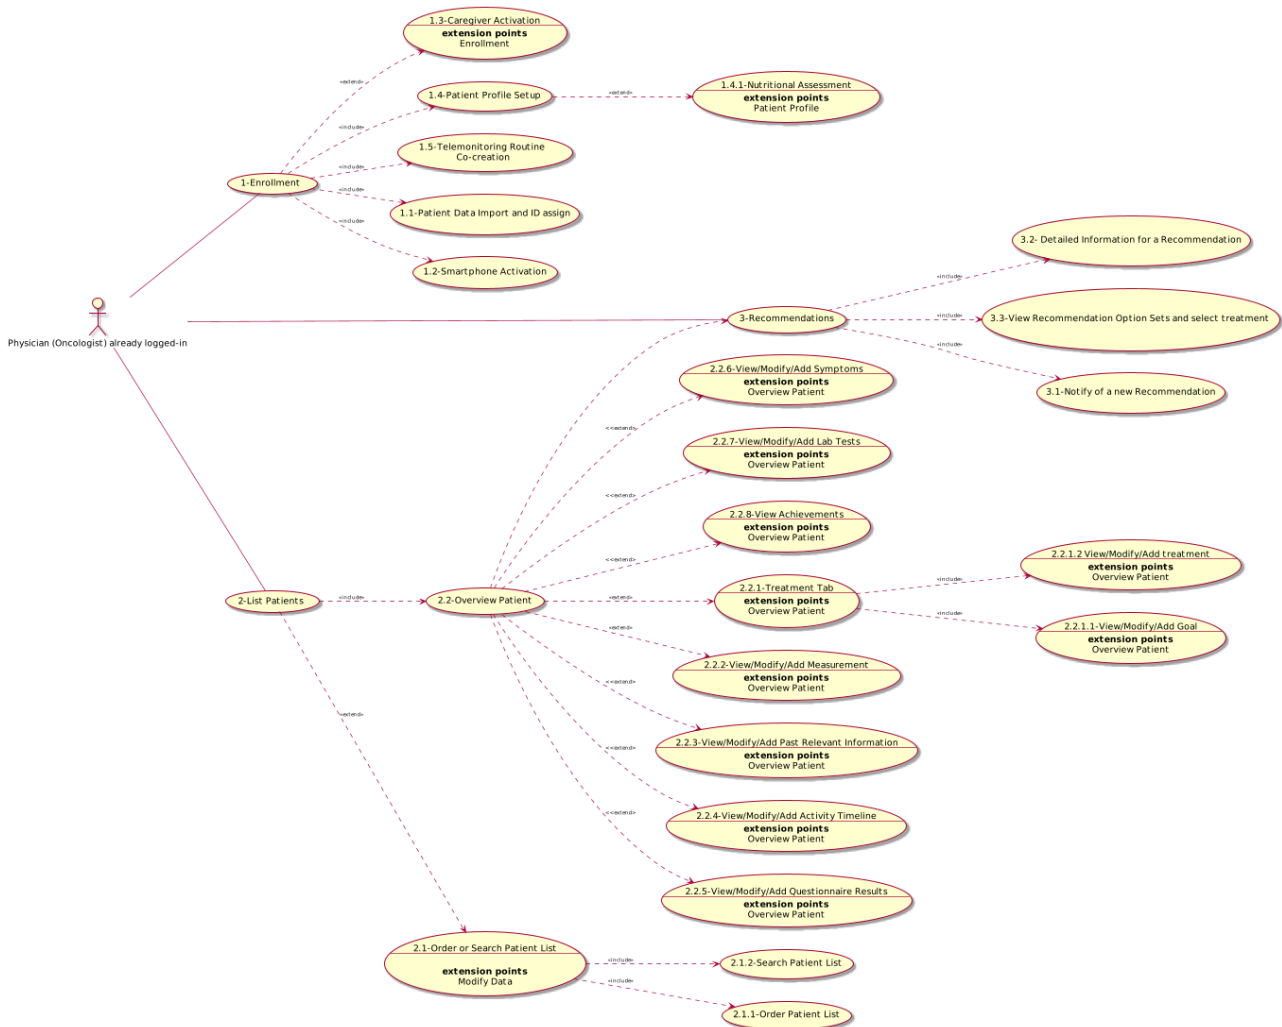 1.3-Caregiver Activation
extension points
Enrollment
«extend»
1.4-Patient Profile Setup
«extend»
1.4.1-Nutritional Assessment
extension points
Patient Profile
«include»
1.5-Telemonitoring Routine
Co-creation
«include»
1-Enrollment
«include»
1.1-Patient Data Import and ID assign
«include»
1.2-Smartphone Activation
3.2- Detailed Information for a Recommendation
«include»
Physician (Oncologist) already logged-in
3-Recommendations
«include»
3.3-View Recommendation Option Sets and select treatment
«include»
3.1-Notify of a new Recommendation
2.2.6-View/Modify/Add Symptoms
extension points
Overview Patient
<<extend>
2.2.7-View/Modify/Add Lab Tests
extension points
Overview Patient
<<extend>
2.2.8-View Achievements
extension points
Overview Patient
<<extend>
2-List Patients
«include»
2.2-Overview Patient
«extend»
2.2.1-Treatment Tab
extension points
Overview Patient
«include»
2.2.1.2 View/Modify/Add treatment
extension points
Overview Patient
«include»
2.2.1.1-View/Modify/Add Goal
extension points
Overview Patient
«extend»
2.2.2-View/Modify/Add Measurement
extension points
Overview Patient
<<extend>
2.2.3-View/Modify/Add Past Relevant Information
extension points
Overview Patient
<<extend>
2.2.4-View/Modify/Add Activity Timeline
extension points
Overview Patient
<<extend>
2.2.5-View/Modify/Add Questionnaire Results
extension points
Overview Patient
«extend»
2.1-Order or Search Patient List
extension points
Modify Data
«include»
2.1.2-Search Patient List
«include»
2.1.1-Order Patient List